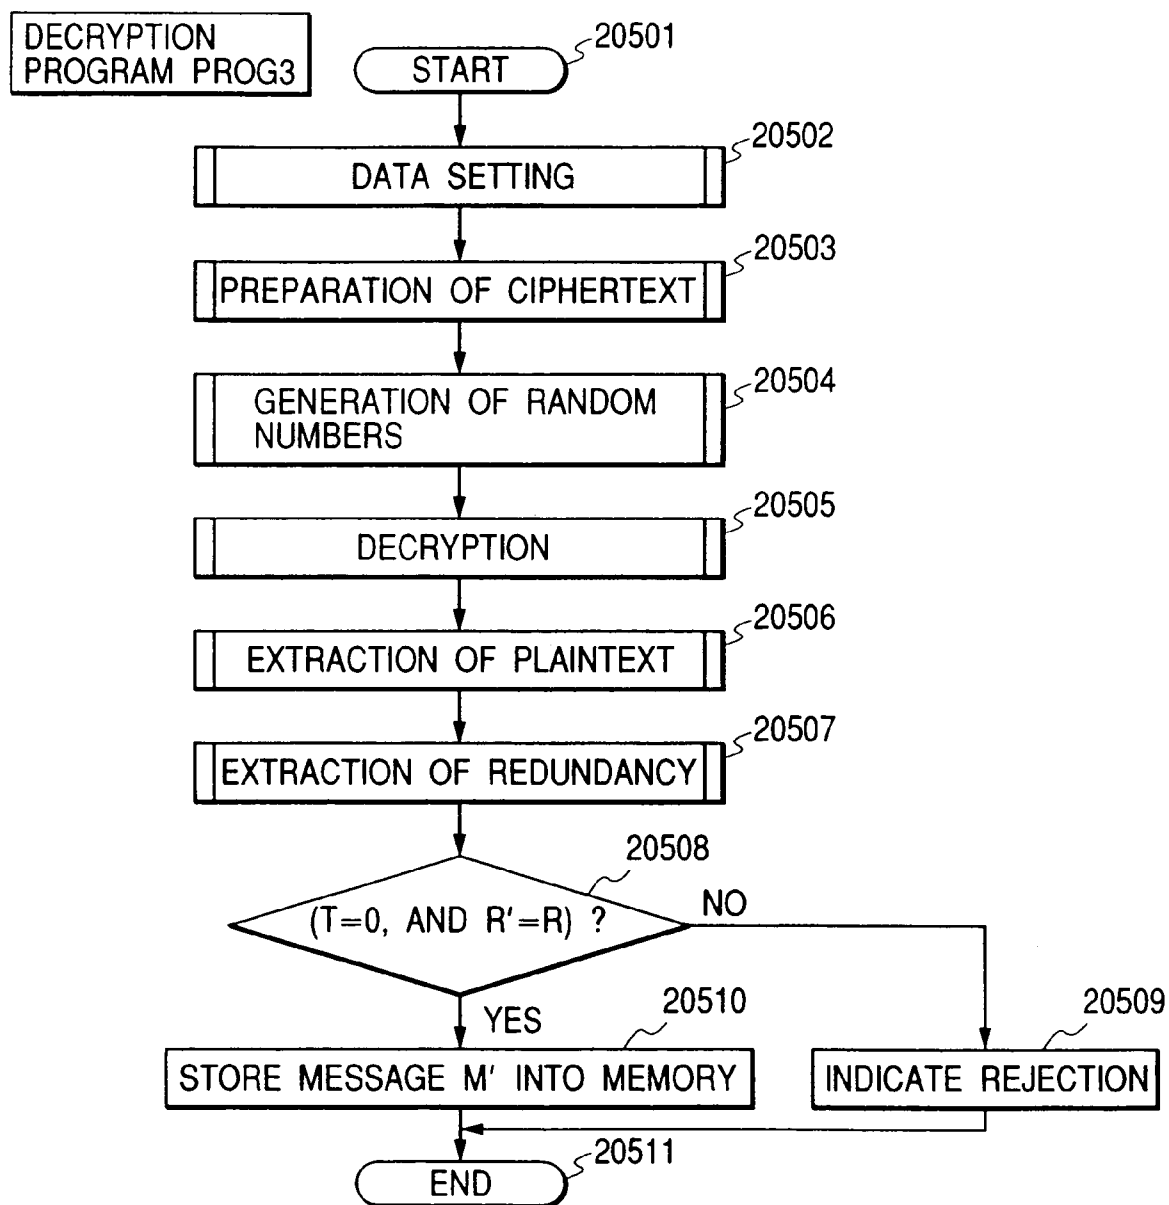 DECRYPTION
PROGRAM PROG3
20501
START
20502
DATA SETTING
20503
PREPARATION OF CIPHERTEXT
20504
GENERATION OF RANDOM
NUMBERS
20505
DECRYPTION
20506
EXTRACTION OF PLAINTEXT
20507
EXTRACTION OF REDUNDANCY
20508
(T=0, AND R'=R) ?
NO
YES
20510
20509
STORE MESSAGE M' INTO MEMORY
INDICATE REJECTION
20511
END